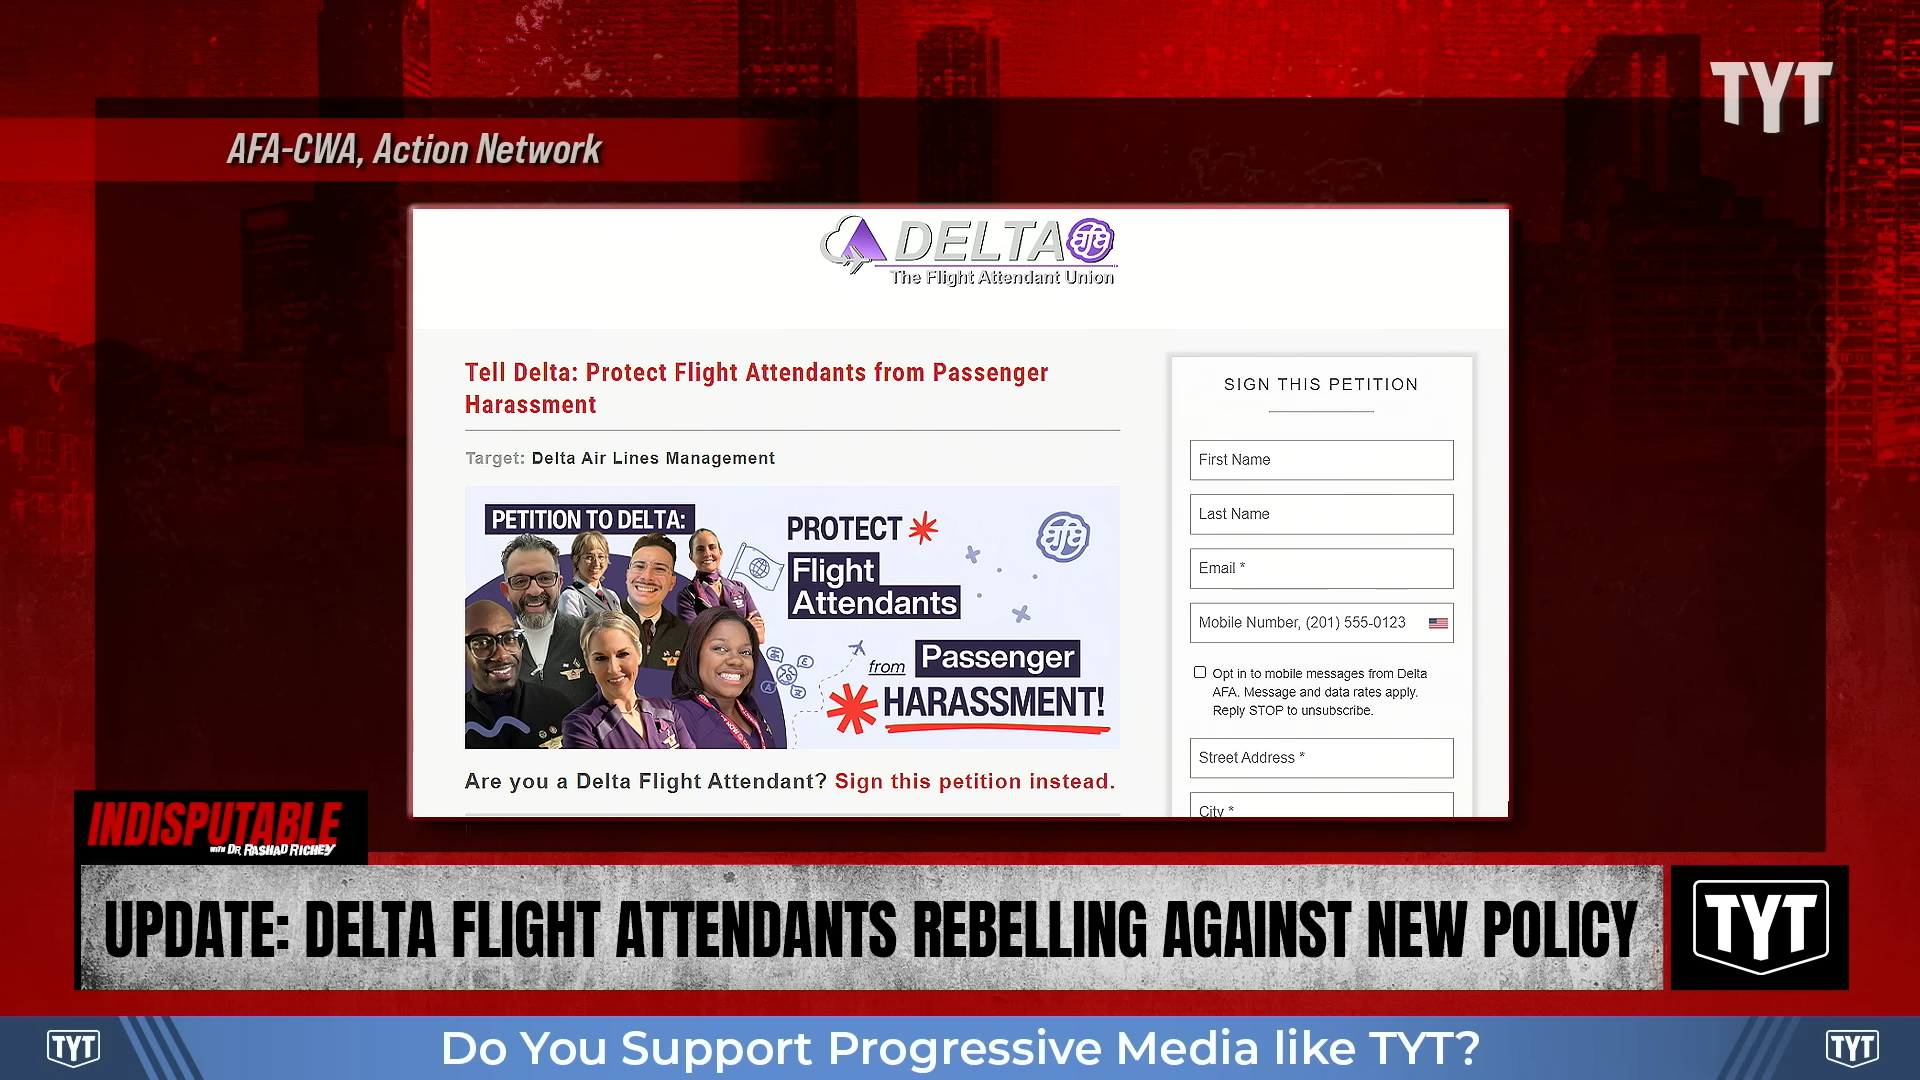 TYT
AFA-CWA, Action Network
DELTA afa
The Flight Attendant Union
Tell Delta: Protect Flight Attendants from Passenger
Harassment
Target: Delta Air Lines Management
PETITION TO DELTA:
PROTECT
Flight
Attendants
from Passenger
HARASSMENT!
afa
Are you a Delta Flight Attendant? Sign this petition instead.
SIGN THIS PETITION
First Name
Last Name
Email *
Mobile Number, (201) 555-0123
Opt in to mobile messages from Delta
AFA. Message and data rates apply.
Reply STOP to unsubscribe.
Street Address *
City *
INDISPUTABLE
WITH DR RASHAD RICHEY
UPDATE: DELTA FLIGHT ATTENDANTS REBELLING AGAINST NEW POLICY
TYT
TYT
Do You Support Progressive Media like TYT?
TYT